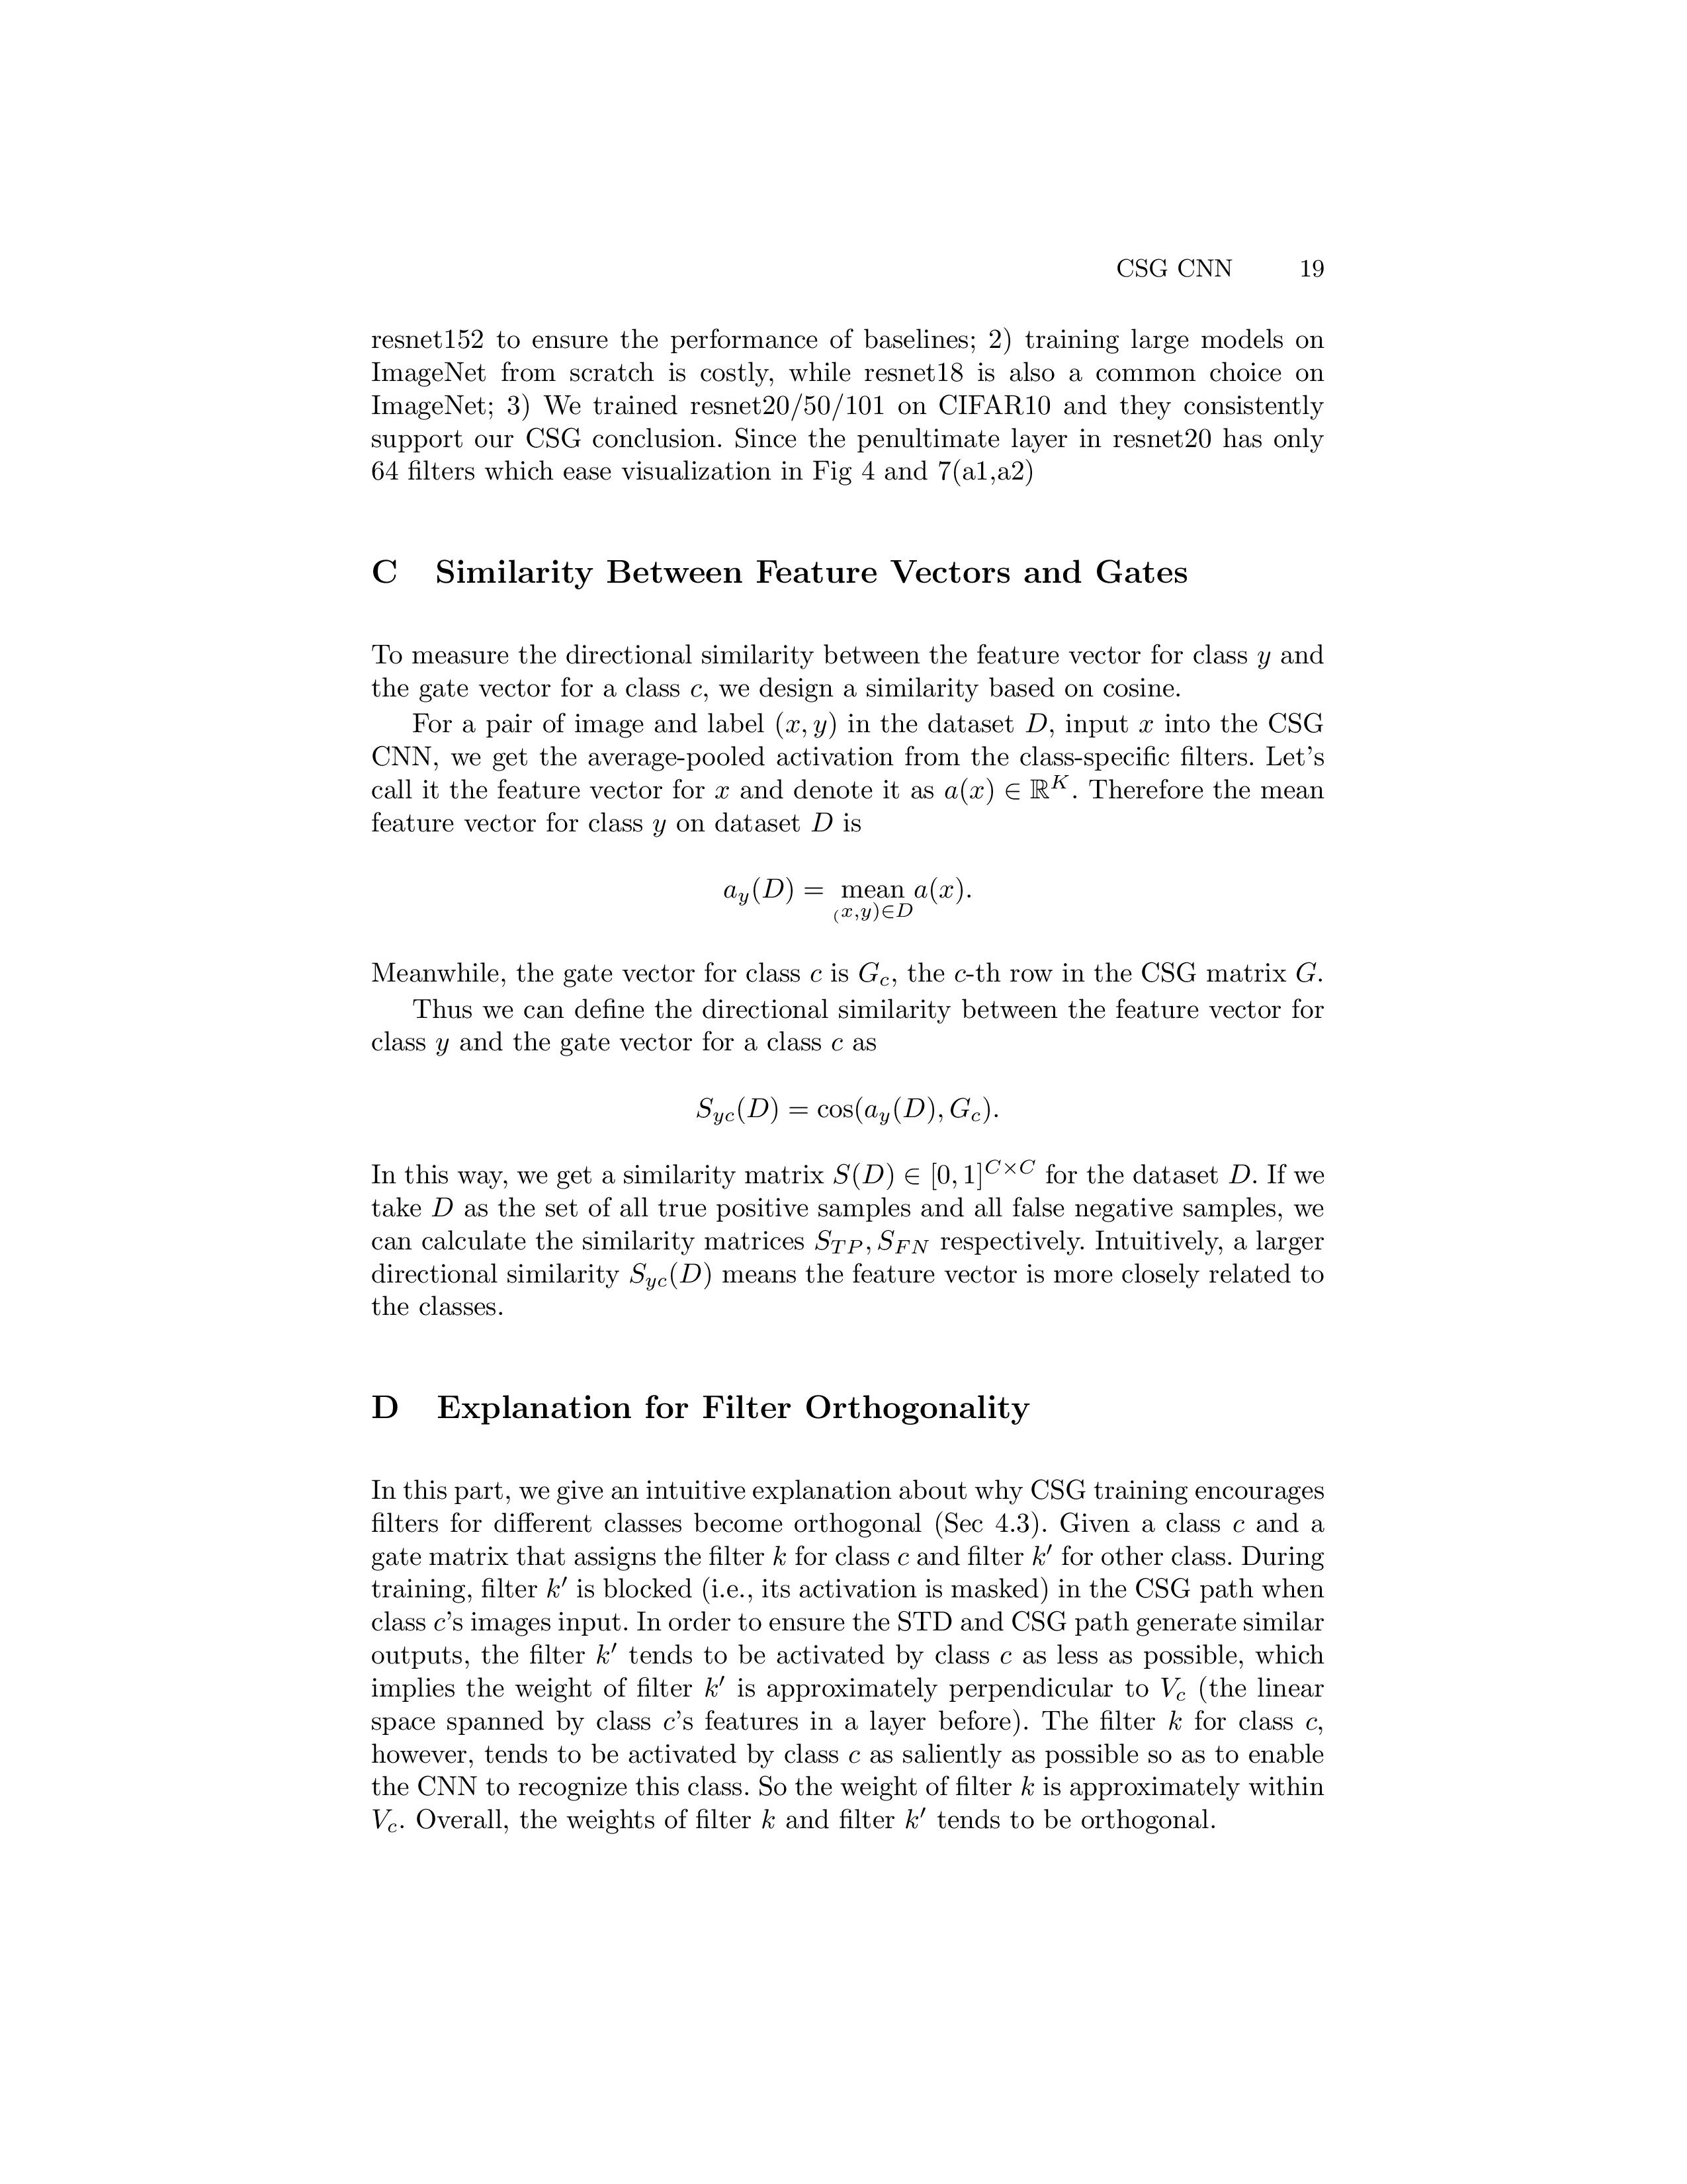 CSG CNN 19
resnet152 to ensure the performance of baselines; 2) training large models on
ImageNet from scratch is costly, while resnet18 is also a common choice on
ImageNet; 3) We trained resnet20/50/101 on CIFAR10 and they consistently
support our CSG conclusion. Since the penultimate layer in resnet20 has only
64 filters which ease visualization in Fig 4 and 7(a1,a2)
C Similarity Between Feature Vectors and Gates
To measure the directional similarity between the feature vector for class y and
the gate vector for a class c, we design a similarity based on cosine.
For a pair of image and label (x, y) in the dataset D, input x into the CSG
CNN, we get the average-pooled activation from the class-specific filters. Let's
call it the feature vector for x and denote it as a(x) ∈ ℝ^K. Therefore the mean
feature vector for class y on dataset D is
a_y(D) = mean_{(x,y)∈D} a(x).
Meanwhile, the gate vector for class c is G_c, the c-th row in the CSG matrix G.
Thus we can define the directional similarity between the feature vector for
class y and the gate vector for a class c as
S_{yc}(D) = cos(a_y(D), G_c).
In this way, we get a similarity matrix S(D) ∈ [0, 1]^{C×C} for the dataset D. If we
take D as the set of all true positive samples and all false negative samples, we
can calculate the similarity matrices S_{TP}, S_{FN} respectively. Intuitively, a larger
directional similarity S_{yc}(D) means the feature vector is more closely related to
the classes.
D Explanation for Filter Orthogonality
In this part, we give an intuitive explanation about why CSG training encourages
filters for different classes become orthogonal (Sec 4.3). Given a class c and a
gate matrix that assigns the filter k for class c and filter k′ for other class. During
training, filter k′ is blocked (i.e., its activation is masked) in the CSG path when
class c's images input. In order to ensure the STD and CSG path generate similar
outputs, the filter k′ tends to be activated by class c as less as possible, which
implies the weight of filter k′ is approximately perpendicular to V_c (the linear
space spanned by class c's features in a layer before). The filter k for class c,
however, tends to be activated by class c as saliently as possible so as to enable
the CNN to recognize this class. So the weight of filter k is approximately within
V_c. Overall, the weights of filter k and filter k′ tends to be orthogonal.